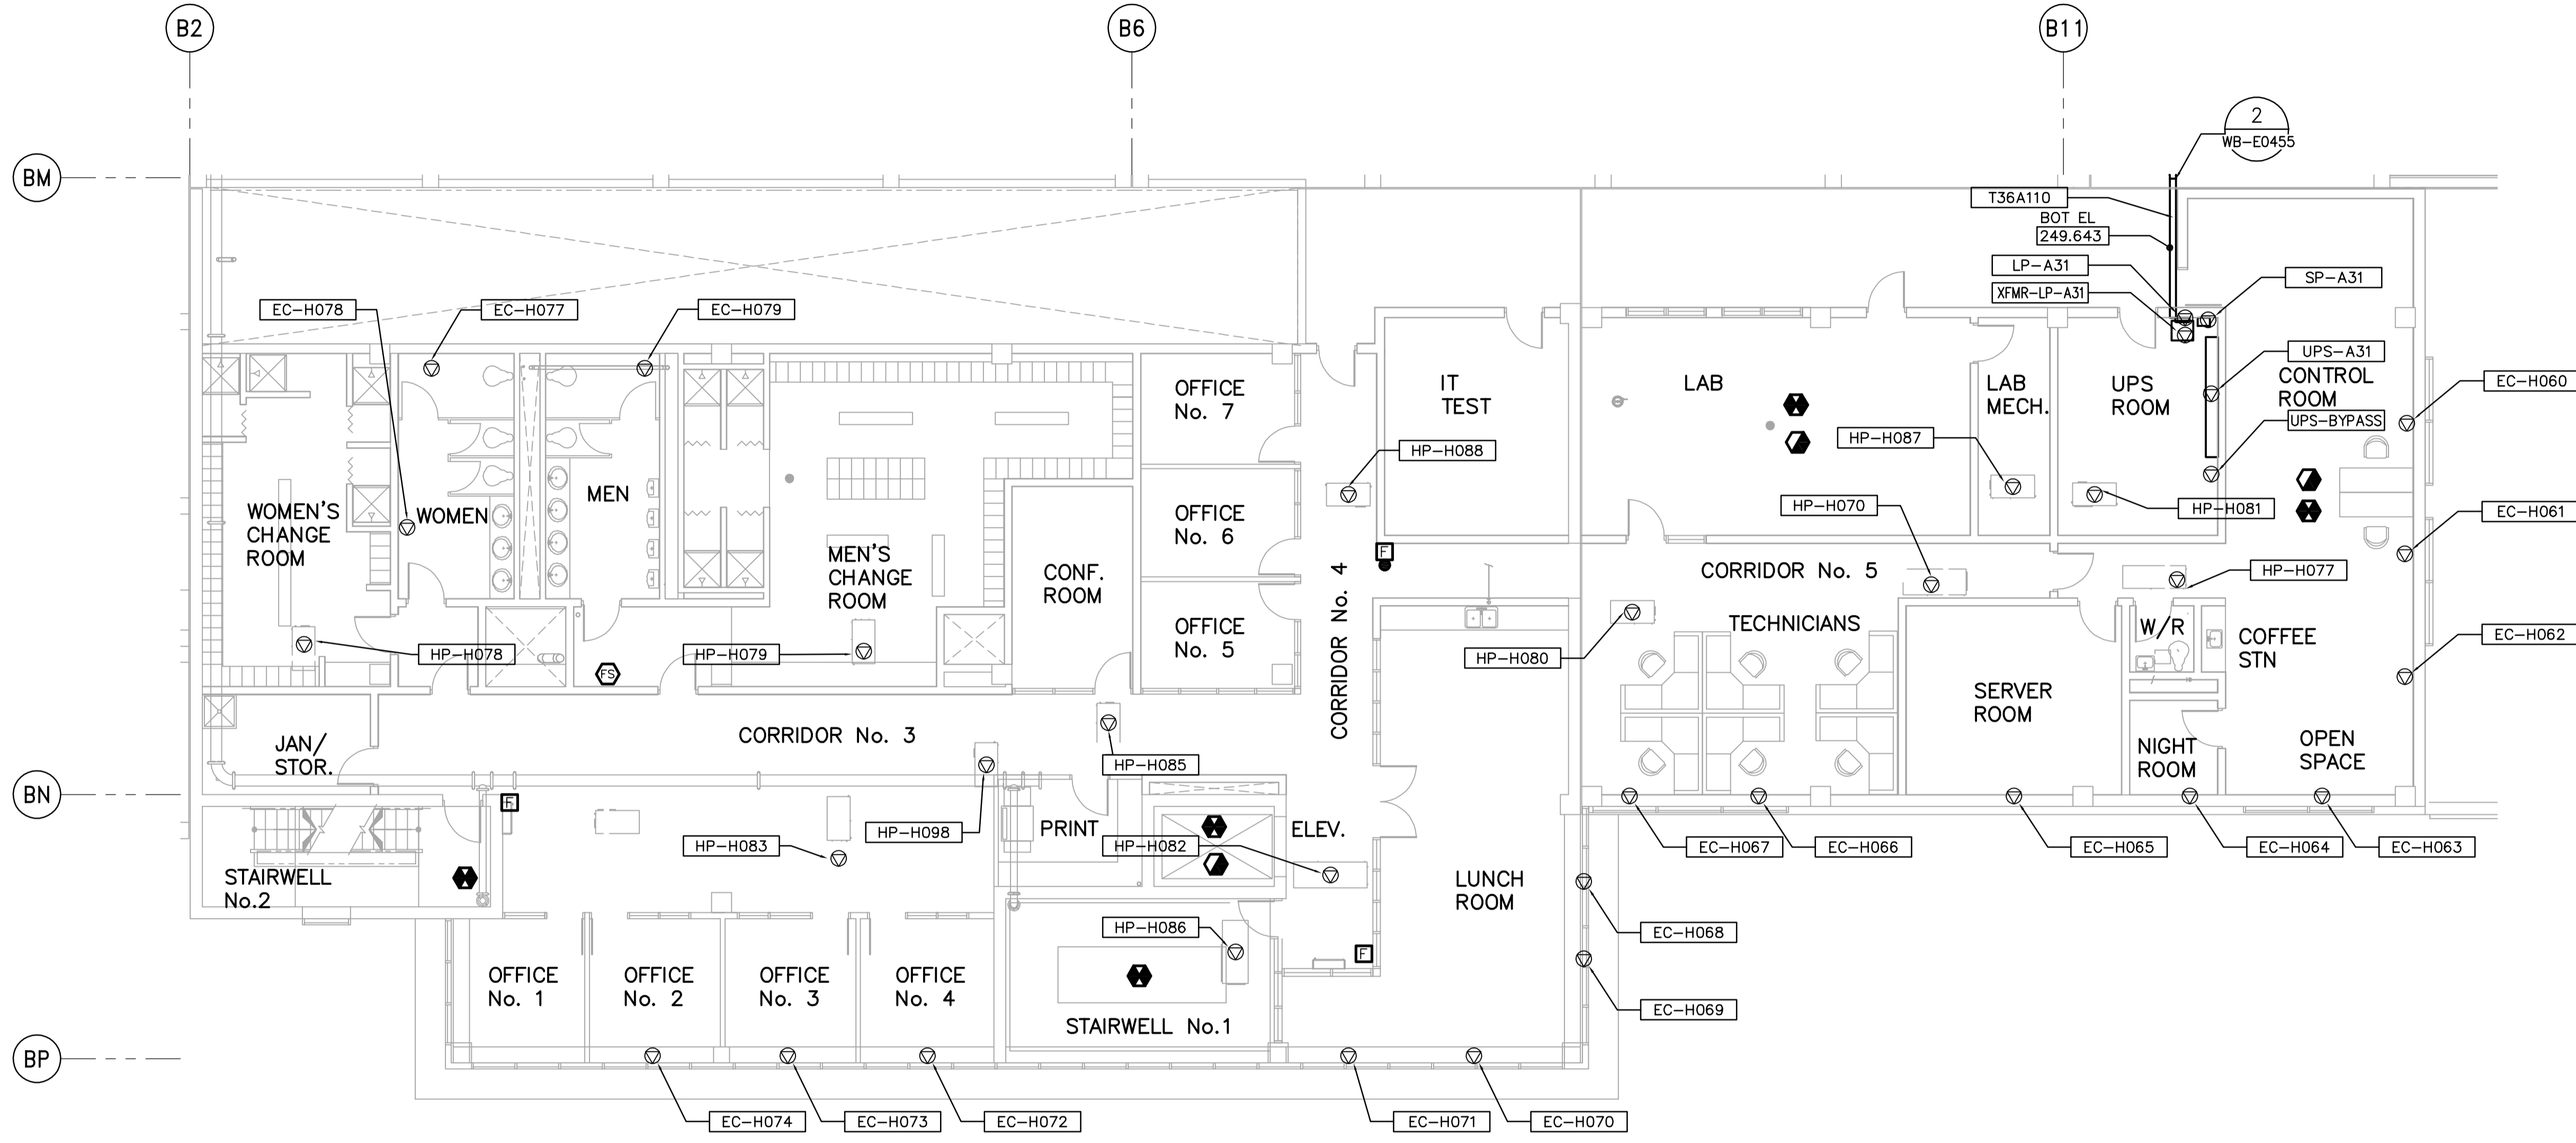 B2
B6
B11
2
WB-E0455
BM
T36A110
BOT EL
249.643
LP-A31
SP-A31
XFMR-LP-A31
EC-H078
EC-H077
EC-H079
UPS-A31
CONTROL
ROOM
EC-H060
OFFICE
No. 7
IT
TEST
LAB
LAB
MECH.
UPS
ROOM
UPS-BYPASS
HP-H088
HP-H087
MEN
WOMEN
WOMEN'S
CHANGE
ROOM
OFFICE
No. 6
HP-H070
HP-H081
EC-H061
MEN'S
CHANGE
ROOM
CONF.
ROOM
F
CORRIDOR No. 4
CORRIDOR No. 5
HP-H077
OFFICE
No. 5
TECHNICIANS
W/R
COFFEE
STN
EC-H062
HP-H078
HP-H079
HP-H080
FS
SERVER
ROOM
JAN/
STOR.
CORRIDOR No. 3
HP-H085
NIGHT
ROOM
OPEN
SPACE
BN
F
HP-H083
HP-H098
PRINT
HP-H082
ELEV.
EC-H067
EC-H066
EC-H065
EC-H064
EC-H063
STAIRWELL
No.2
LUNCH
ROOM
HP-H086
EC-H068
F
OFFICE
No. 1
OFFICE
No. 2
OFFICE
No. 3
OFFICE
No. 4
EC-H069
STAIRWELL No.1
BP
EC-H074
EC-H073
EC-H072
EC-H071
EC-H070